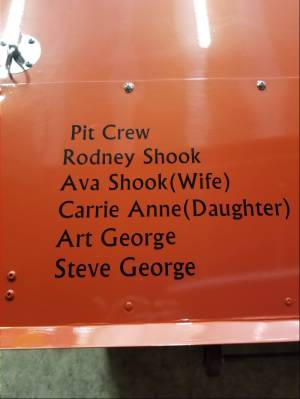 Pit Crew
Rodney Shook
Ava Shook(Wife)
Carrie Anne(Daughter)
Art George
Steve George